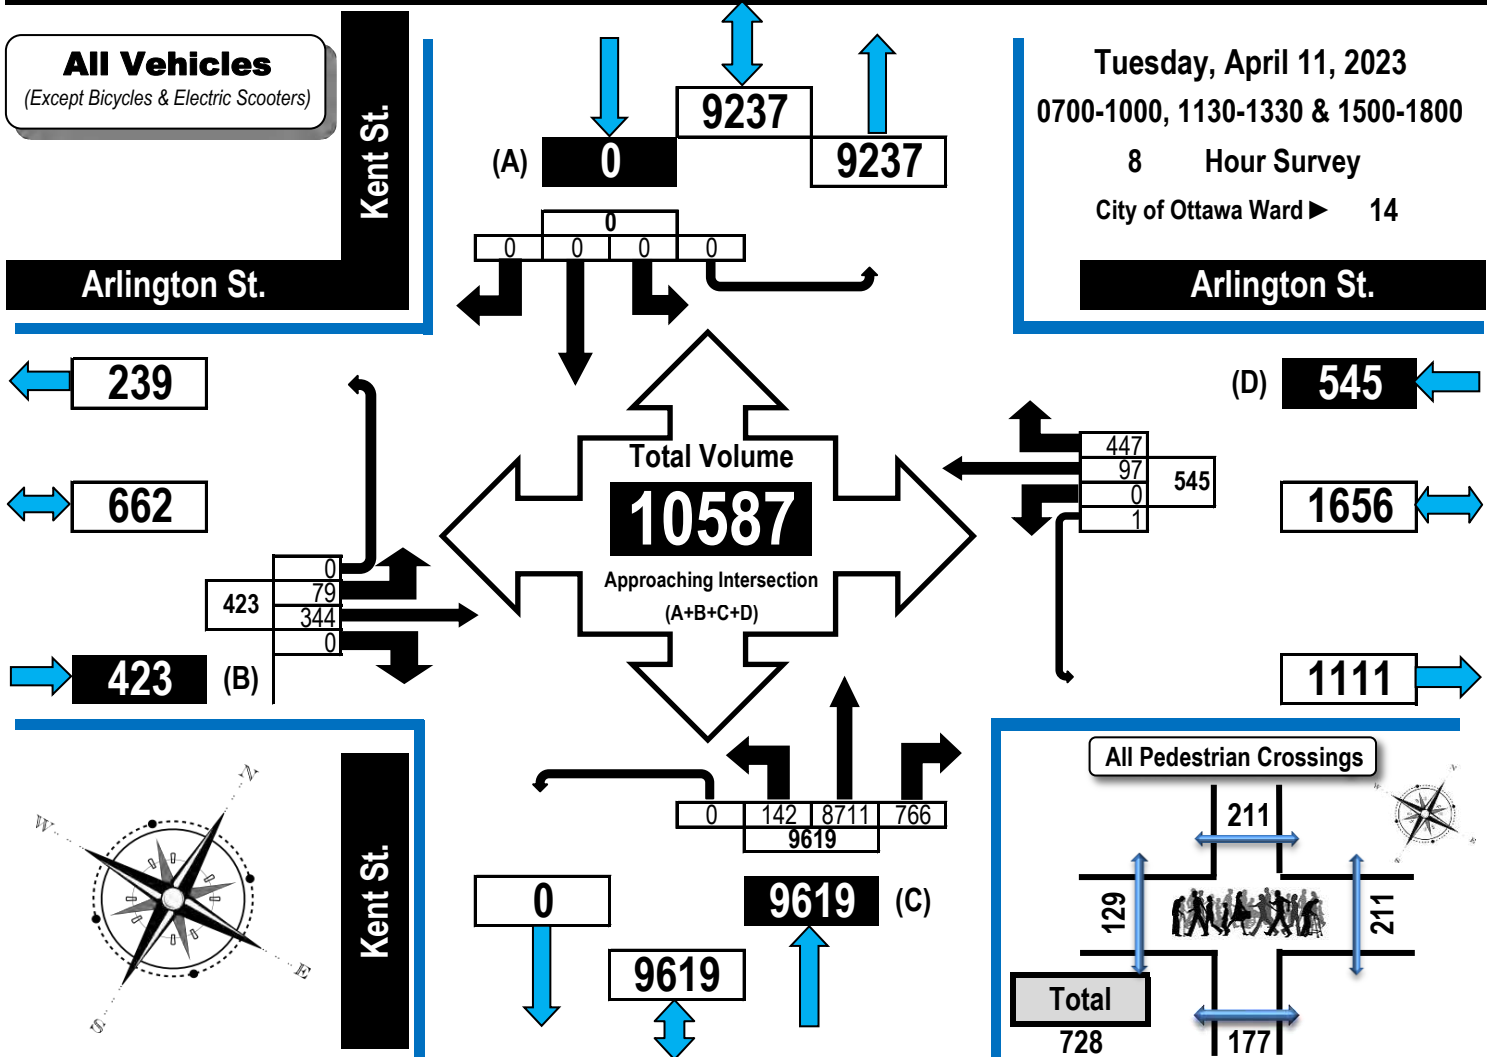 All Vehicles
(Except Bicycles & Electric Scooters)
Kent St.
Arlington St.
9237
(A) 0
9237
0
0 0 0 0
Tuesday, April 11, 2023
0700-1000, 1130-1330 & 1500-1800
8 Hour Survey
City of Ottawa Ward ► 14
Arlington St.
239
662
0
79
344
0
423
423 (B)
Total Volume
10587
Approaching Intersection
(A+B+C+D)
(D) 545
447
97
0
1
545
1656
1111
0 142 8711 766
9619
0
9619 (C)
9619
Kent St.
N
W
E
S
All Pedestrian Crossings
211
129
211
177
Total
728
N
W
E
S